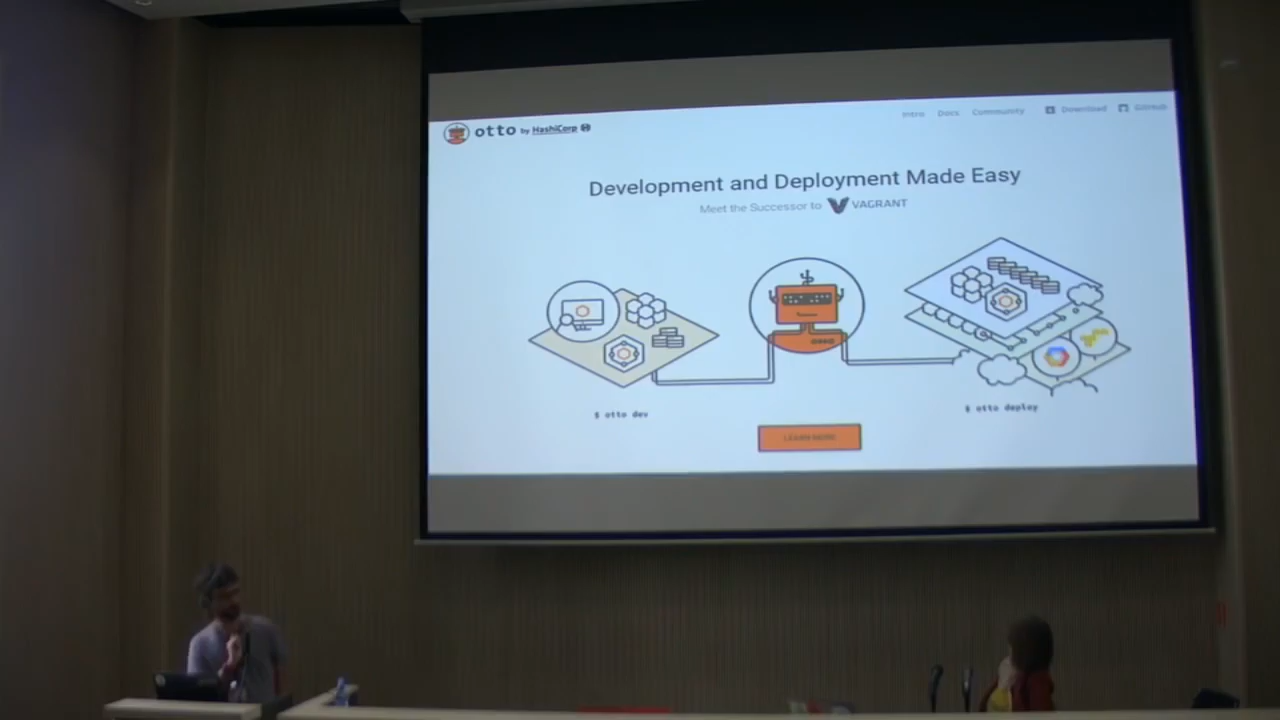 otto by HashiCorp
Intro Docs Community Download GitHub
Development and Deployment Made Easy
Meet the Successor to VAGRANT
OTTO
$ otto dev
$ otto deploy
LEARN MORE